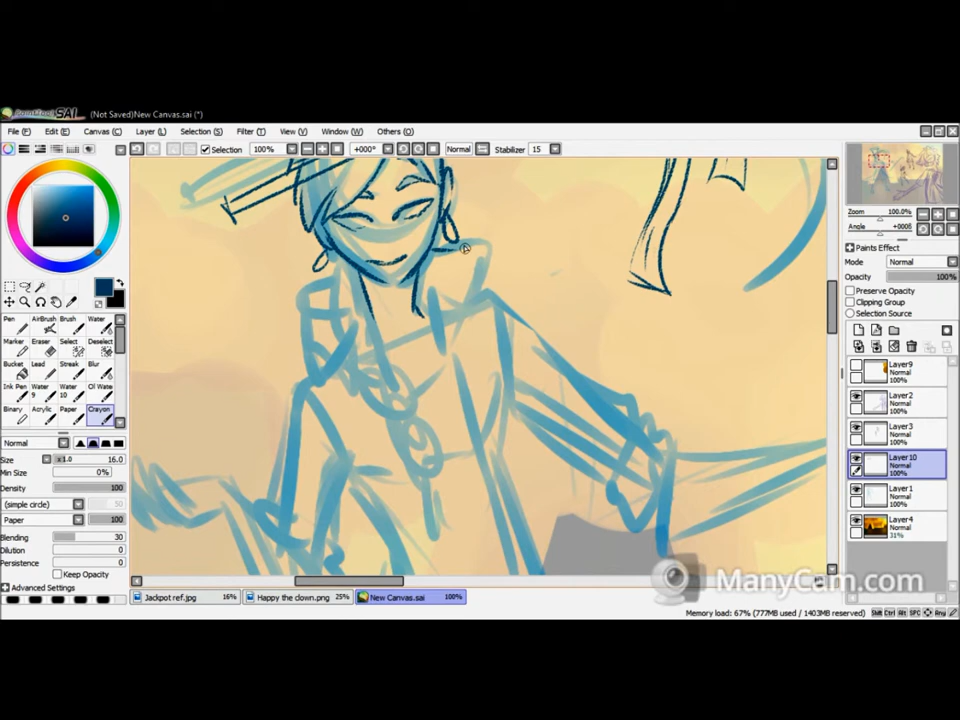 PaintTool SAI (Not Saved)New Canvas.sai (*)
File (F) Edit (E) Canvas (C) Layer (L) Selection (S) Filter (T) View (V) Window (W) Others (O)
Selection 100% +000° Normal Stabilizer 15
Zoom 100.0%
Angle
Paints Effect
Mode Normal
Opacity 100%
Preserve Opacity
Clipping Group
Selection Source
Pen AirBrush Brush Water
Marker Eraser Select Deselect
Bucket Lead Streak Blur
Ink Pen Water 9 Water 10 Oil Water
Binary Acrylic Paper Crayon
Normal
Size x1.0 16.0
Min Size 0%
Density 100
(simple circle) 50
Paper 100
Blending 30
Dilution 0
Persistence 0
Keep Opacity
Advanced Settings
Layer9
Normal
100%
Layer2
Normal
100%
Layer3
Normal
100%
Layer10
Normal
100%
Layer1
Normal
100%
Layer4
Normal
31%
ManyCam.com
Jackpot ref.jpg 16% Happy the clown.png 25% New Canvas.sai 100%
Memory load: 67% (777MB used / 1403MB reserved) Shift Ctrl Alt SPC Any